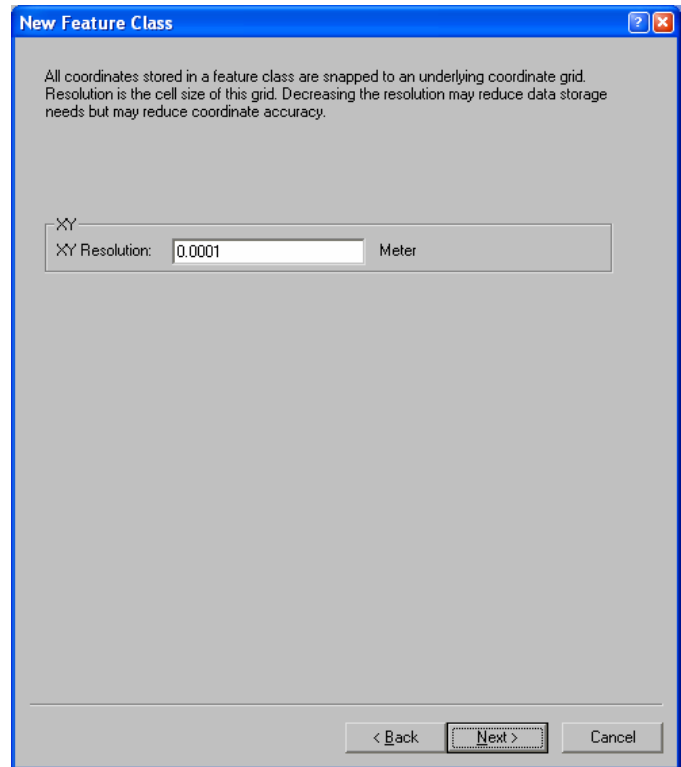 New Feature Class
All coordinates stored in a feature class are snapped to an underlying coordinate grid.
Resolution is the cell size of this grid. Decreasing the resolution may reduce data storage
needs but may reduce coordinate accuracy.
XY
XY Resolution: 0.0001 Meter
< Back Next > Cancel